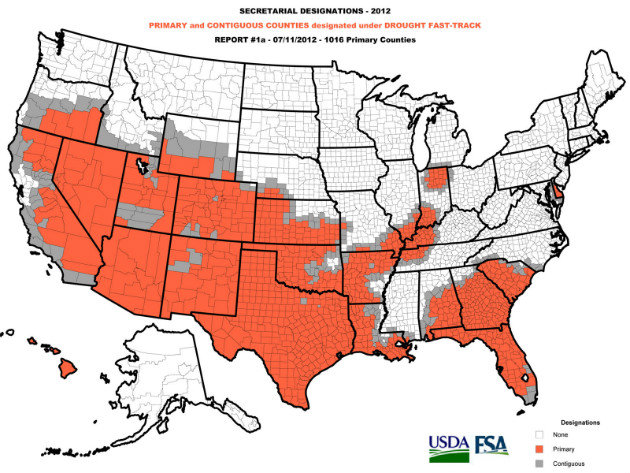 SECRETARIAL DESIGNATIONS - 2012
PRIMARY and CONTIGUOUS COUNTIES designated under DROUGHT FAST-TRACK
REPORT #1a - 07/11/2012 - 1016 Primary Counties
Designations
None
Primary
Contiguous
USDA FSA